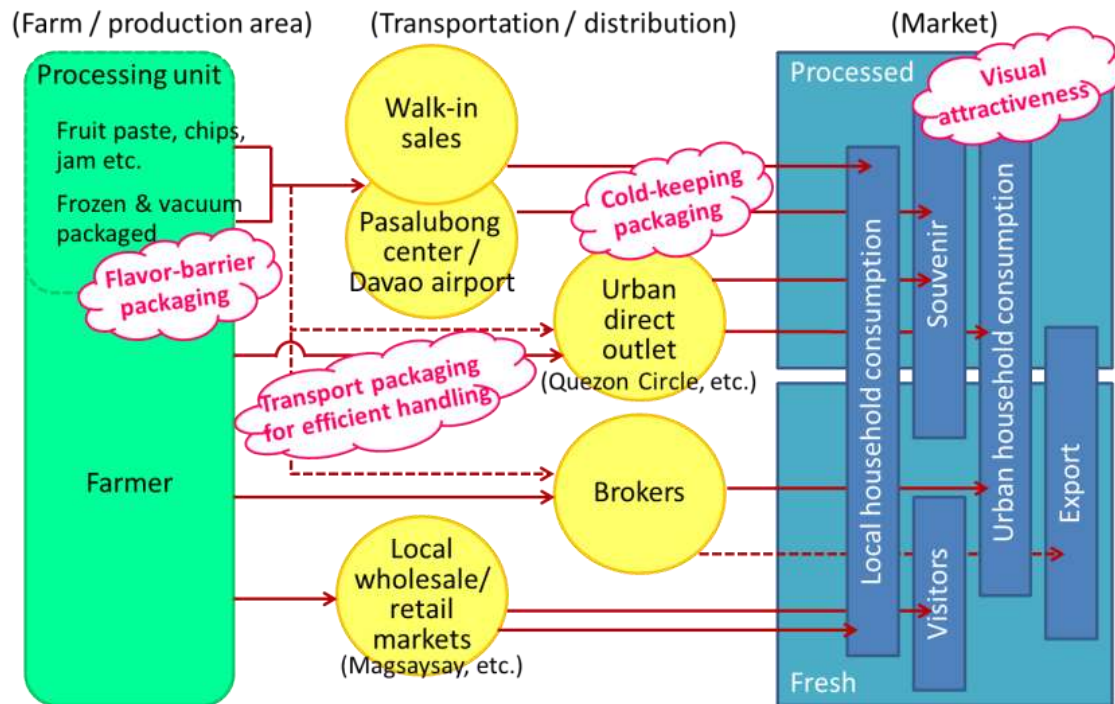 (Farm / production area)
(Transportation / distribution)
(Market)
Processing unit
Fruit paste, chips,
jam etc.
Frozen & vacuum
packaged
Flavor-barrier
packaging
Farmer
Walk-in
sales
Pasalubong
center /
Davao airport
Cold-keeping
packaging
Urban
direct
outlet
(Quezon Circle, etc.)
Transport packaging
for efficient handling
Brokers
Local
wholesale/
retail
markets
(Magsaysay, etc.)
Processed
Visual
attractiveness
Local household consumption
Souvenir
Urban household consumption
Visitors
Export
Fresh